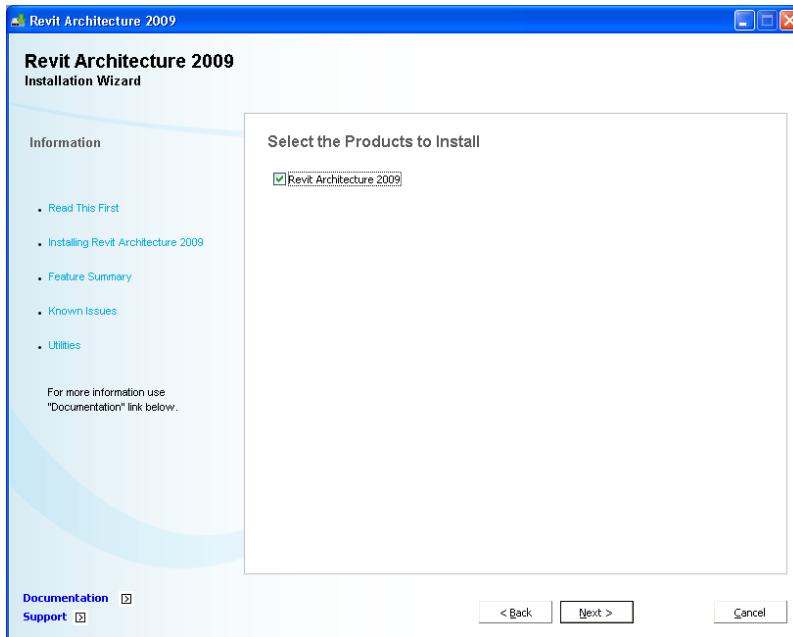 Revit Architecture 2009
Revit Architecture 2009
Installation Wizard
Information
Read This First
Installing Revit Architecture 2009
Feature Summary
Known Issues
Utilities
For more information use
"Documentation" link below.
Select the Products to Install
Revit Architecture 2009
Documentation
Support
< Back
Next >
Cancel